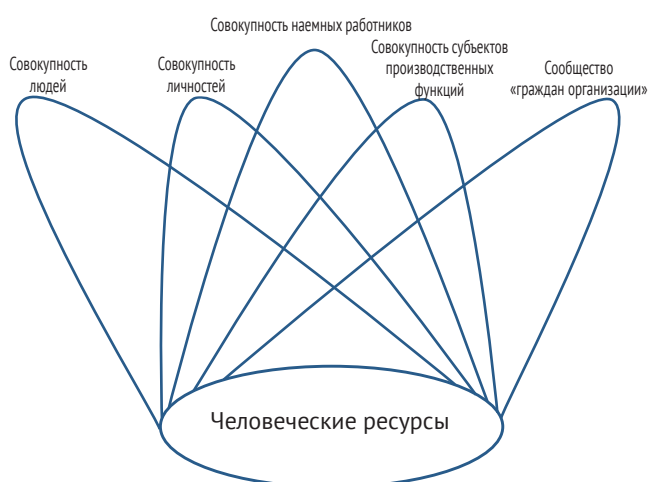 Совокупность наемных работников
Совокупность
людей
Совокупность
личностей
Совокупность субъектов
производственных
функций
Сообщество
«граждан организации»
Человеческие ресурсы